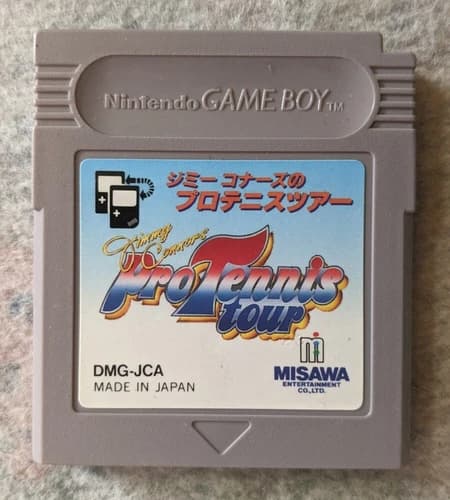 Nintendo GAME BOY TM
ジミー コナーズの
プロテニスツアー
Jimmy
Connors'
Pro Tennis
tour
DMG-JCA
MADE IN JAPAN
MISAWA
ENTERTAINMENT
CO.,LTD.